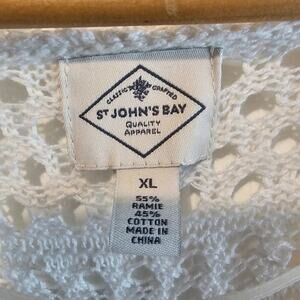 CLASSIC CRAFTED
ST JOHN'S BAY
QUALITY
APPAREL
XL
55%
RAMIE
45%
COTTON
MADE IN
CHINA